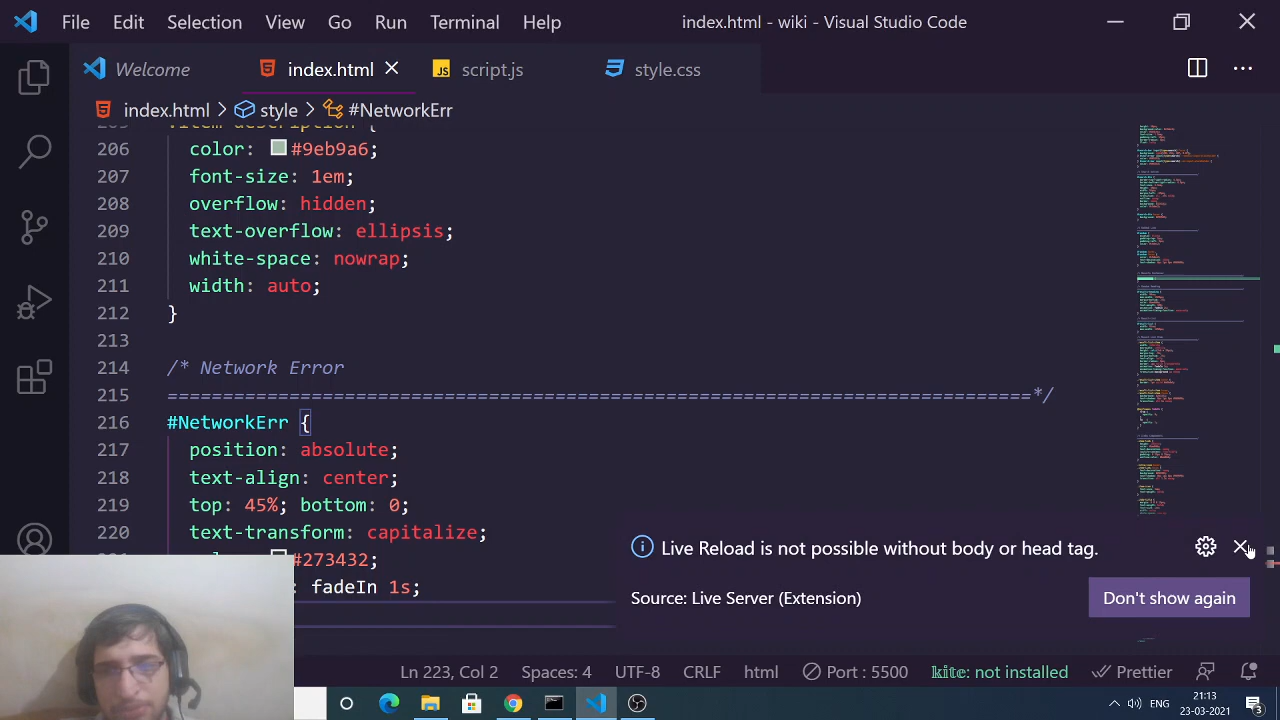 File Edit Selection View Go Run Terminal Help index.html - wiki - Visual Studio Code
Welcome index.html script.js style.css
index.html > style > #NetworkErr
206 color: #9eb9a6;
207 font-size: 1em;
208 overflow: hidden;
209 text-overflow: ellipsis;
210 white-space: nowrap;
211 width: auto;
212 }
213
214 /* Network Error
215 ==============================================================================*/
216 #NetworkErr {
217 position: absolute;
218 text-align: center;
219 top: 45%; bottom: 0;
220 text-transform: capitalize;
#273432;
: fadeIn 1s;
Live Reload is not possible without body or head tag.
Source: Live Server (Extension) Don't show again
Ln 223, Col 2 Spaces: 4 UTF-8 CRLF html Port : 5500 kite: not installed Prettier
ENG 21:13
23-03-2021
3